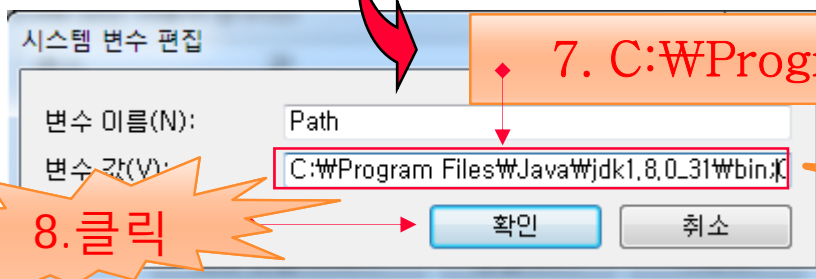 시스템 변수 편집
7. C:₩Progr
변수 이름(N):
Path
변수 값(V):
C:₩Program Files₩Java₩jdk1.8.0_31₩bin;C
8.클릭
확인
취소